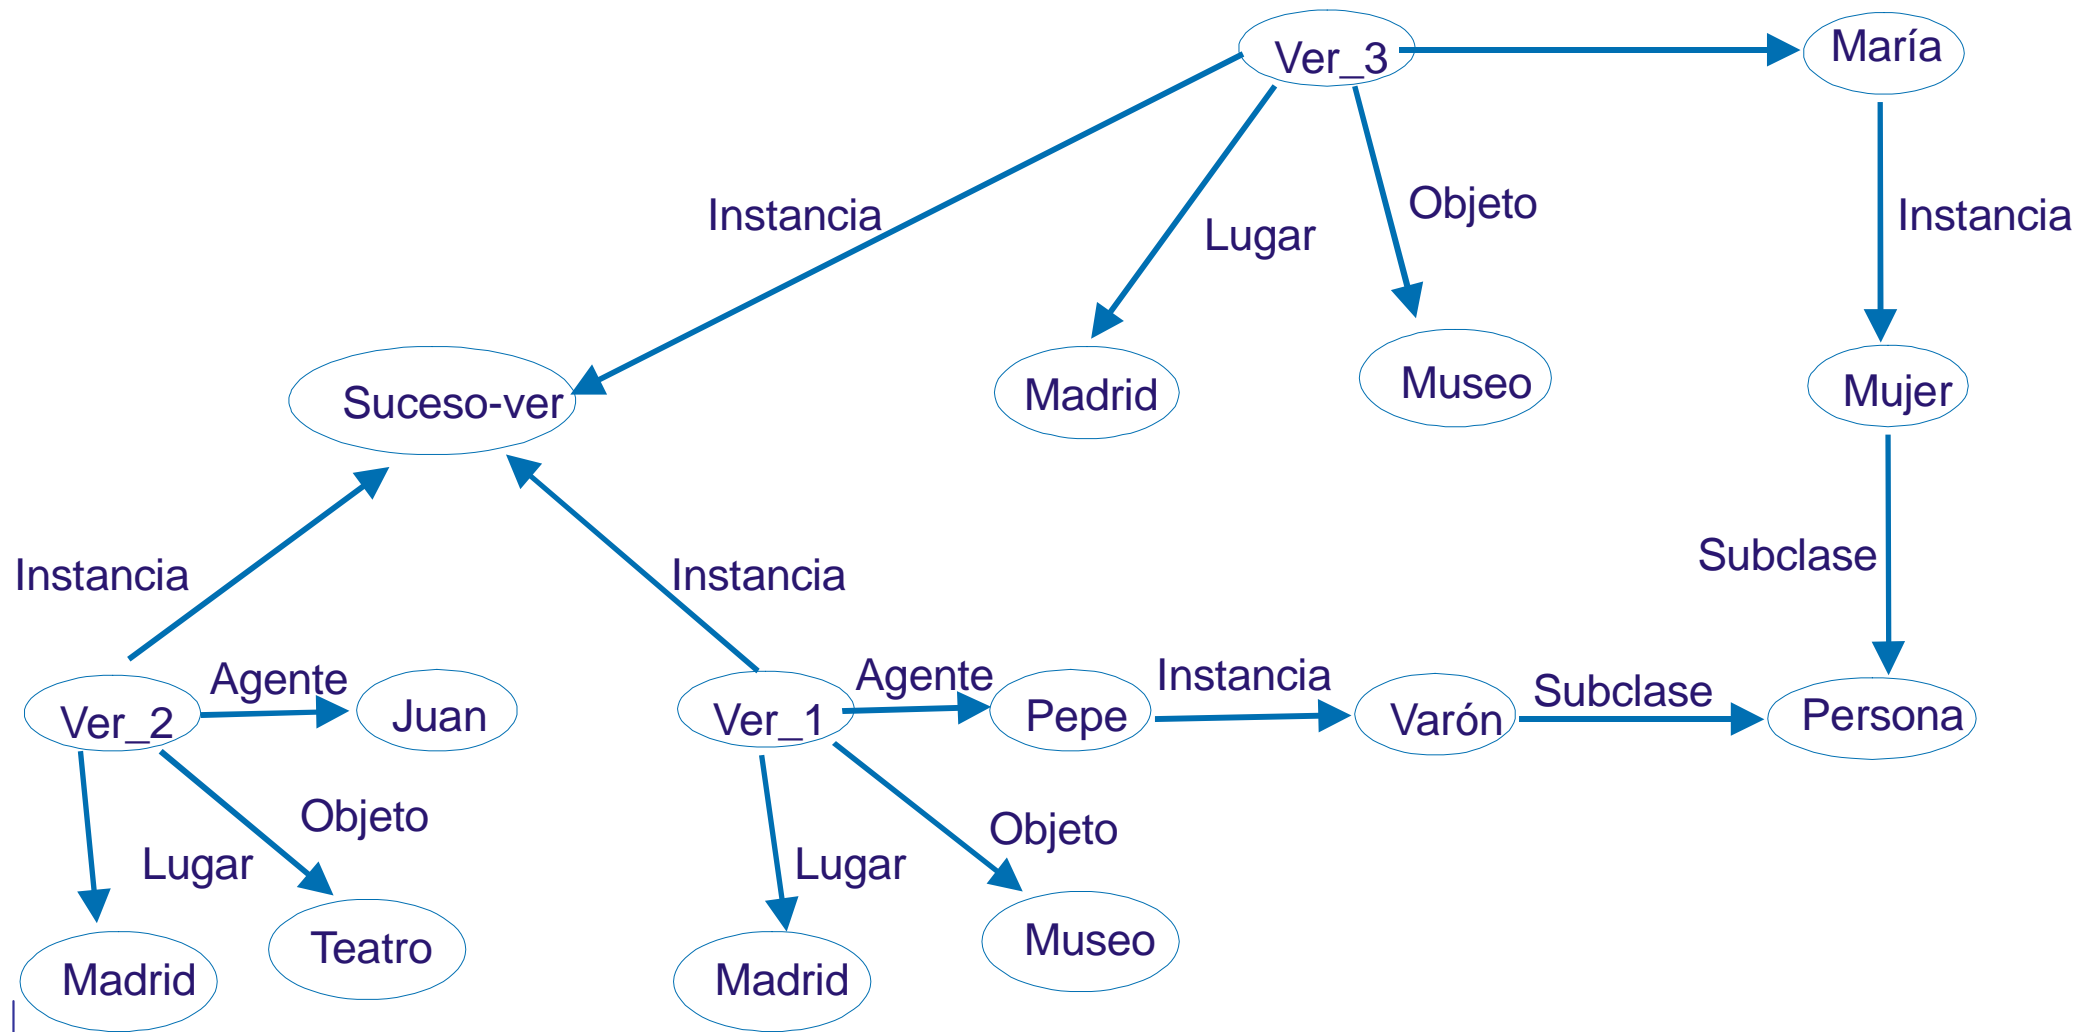 Ver_3
María
Instancia
Lugar
Objeto
Instancia
Suceso-ver
Madrid
Museo
Mujer
Instancia
Instancia
Subclase
Ver_2
Agente
Juan
Ver_1
Agente
Pepe
Instancia
Varón
Subclase
Persona
Lugar
Objeto
Lugar
Objeto
Madrid
Teatro
Madrid
Museo